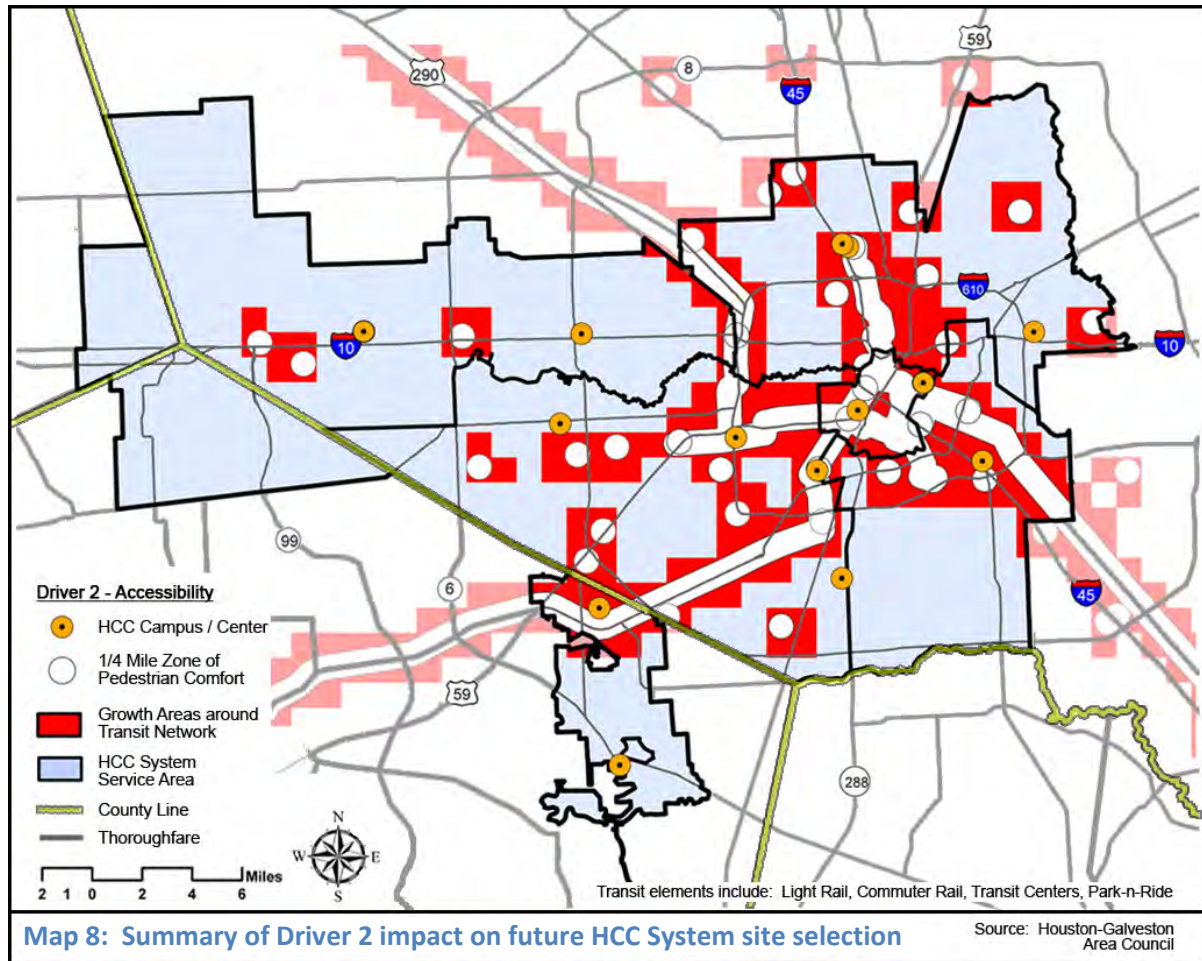 59
290
8
45
610
10
10
99
6
59
45
288
Driver 2 - Accessibility
HCC Campus / Center
1/4 Mile Zone of
Pedestrian Comfort
Growth Areas around
Transit Network
HCC System
Service Area
County Line
Thoroughfare
N
W E
S
2 1 0 2 4 6 Miles
Transit elements include: Light Rail, Commuter Rail, Transit Centers, Park-n-Ride
Map 8: Summary of Driver 2 impact on future HCC System site selection
Source: Houston-Galveston
Area Council